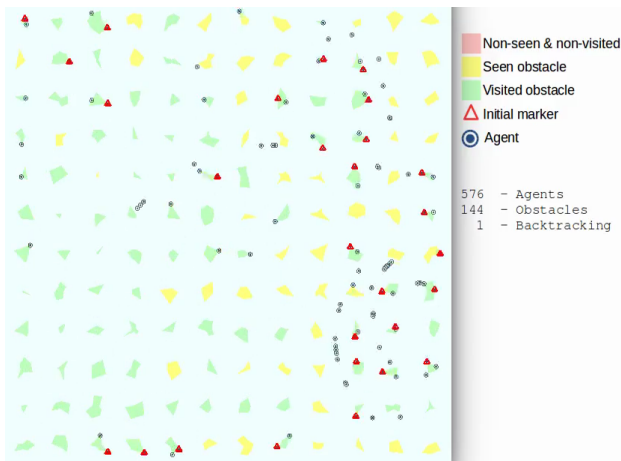 Non-seen & non-visited
Seen obstacle
Visited obstacle
Initial marker
Agent
576 - Agents
144 - Obstacles
1 - Backtracking